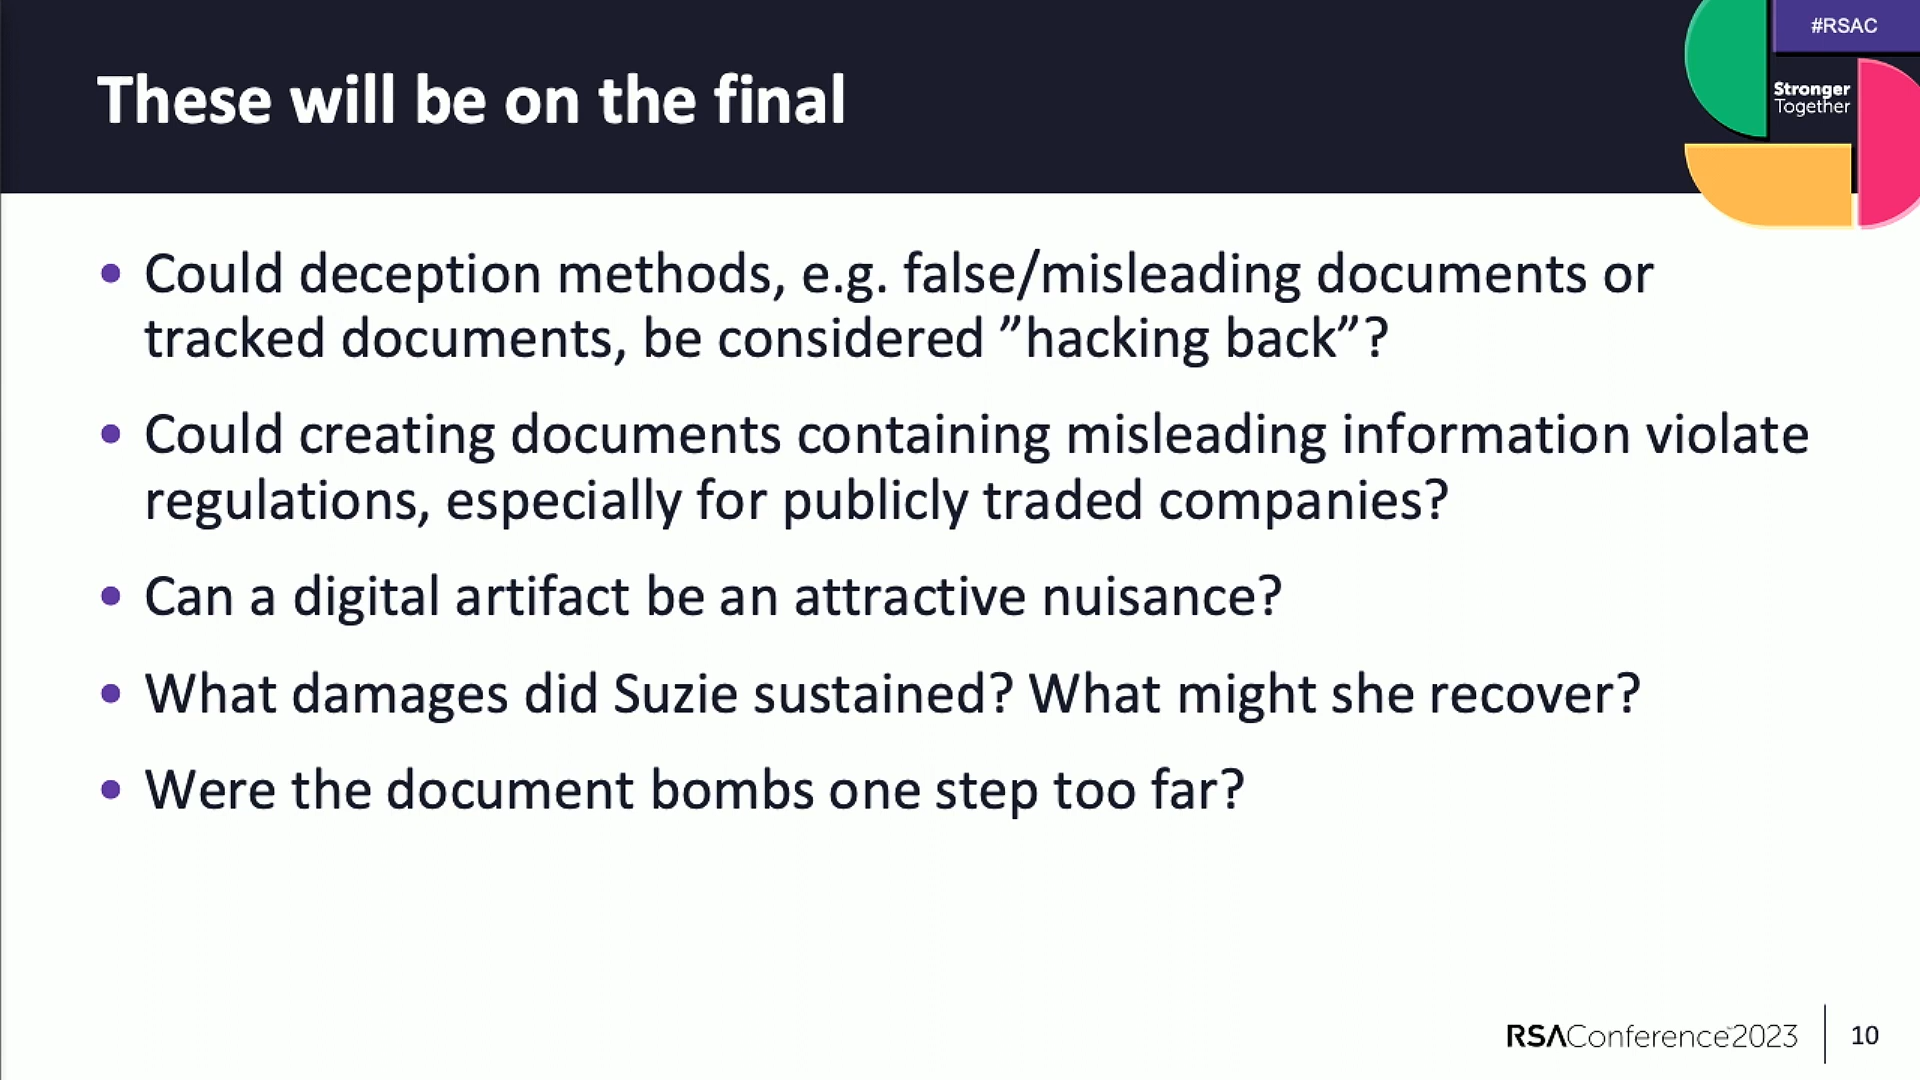 #RSAC
These will be on the final
Stronger
Together
• Could deception methods, e.g. false/misleading documents or
tracked documents, be considered ”hacking back”?
• Could creating documents containing misleading information violate
regulations, especially for publicly traded companies?
• Can a digital artifact be an attractive nuisance?
• What damages did Suzie sustained? What might she recover?
• Were the document bombs one step too far?
RSAConference™2023
10